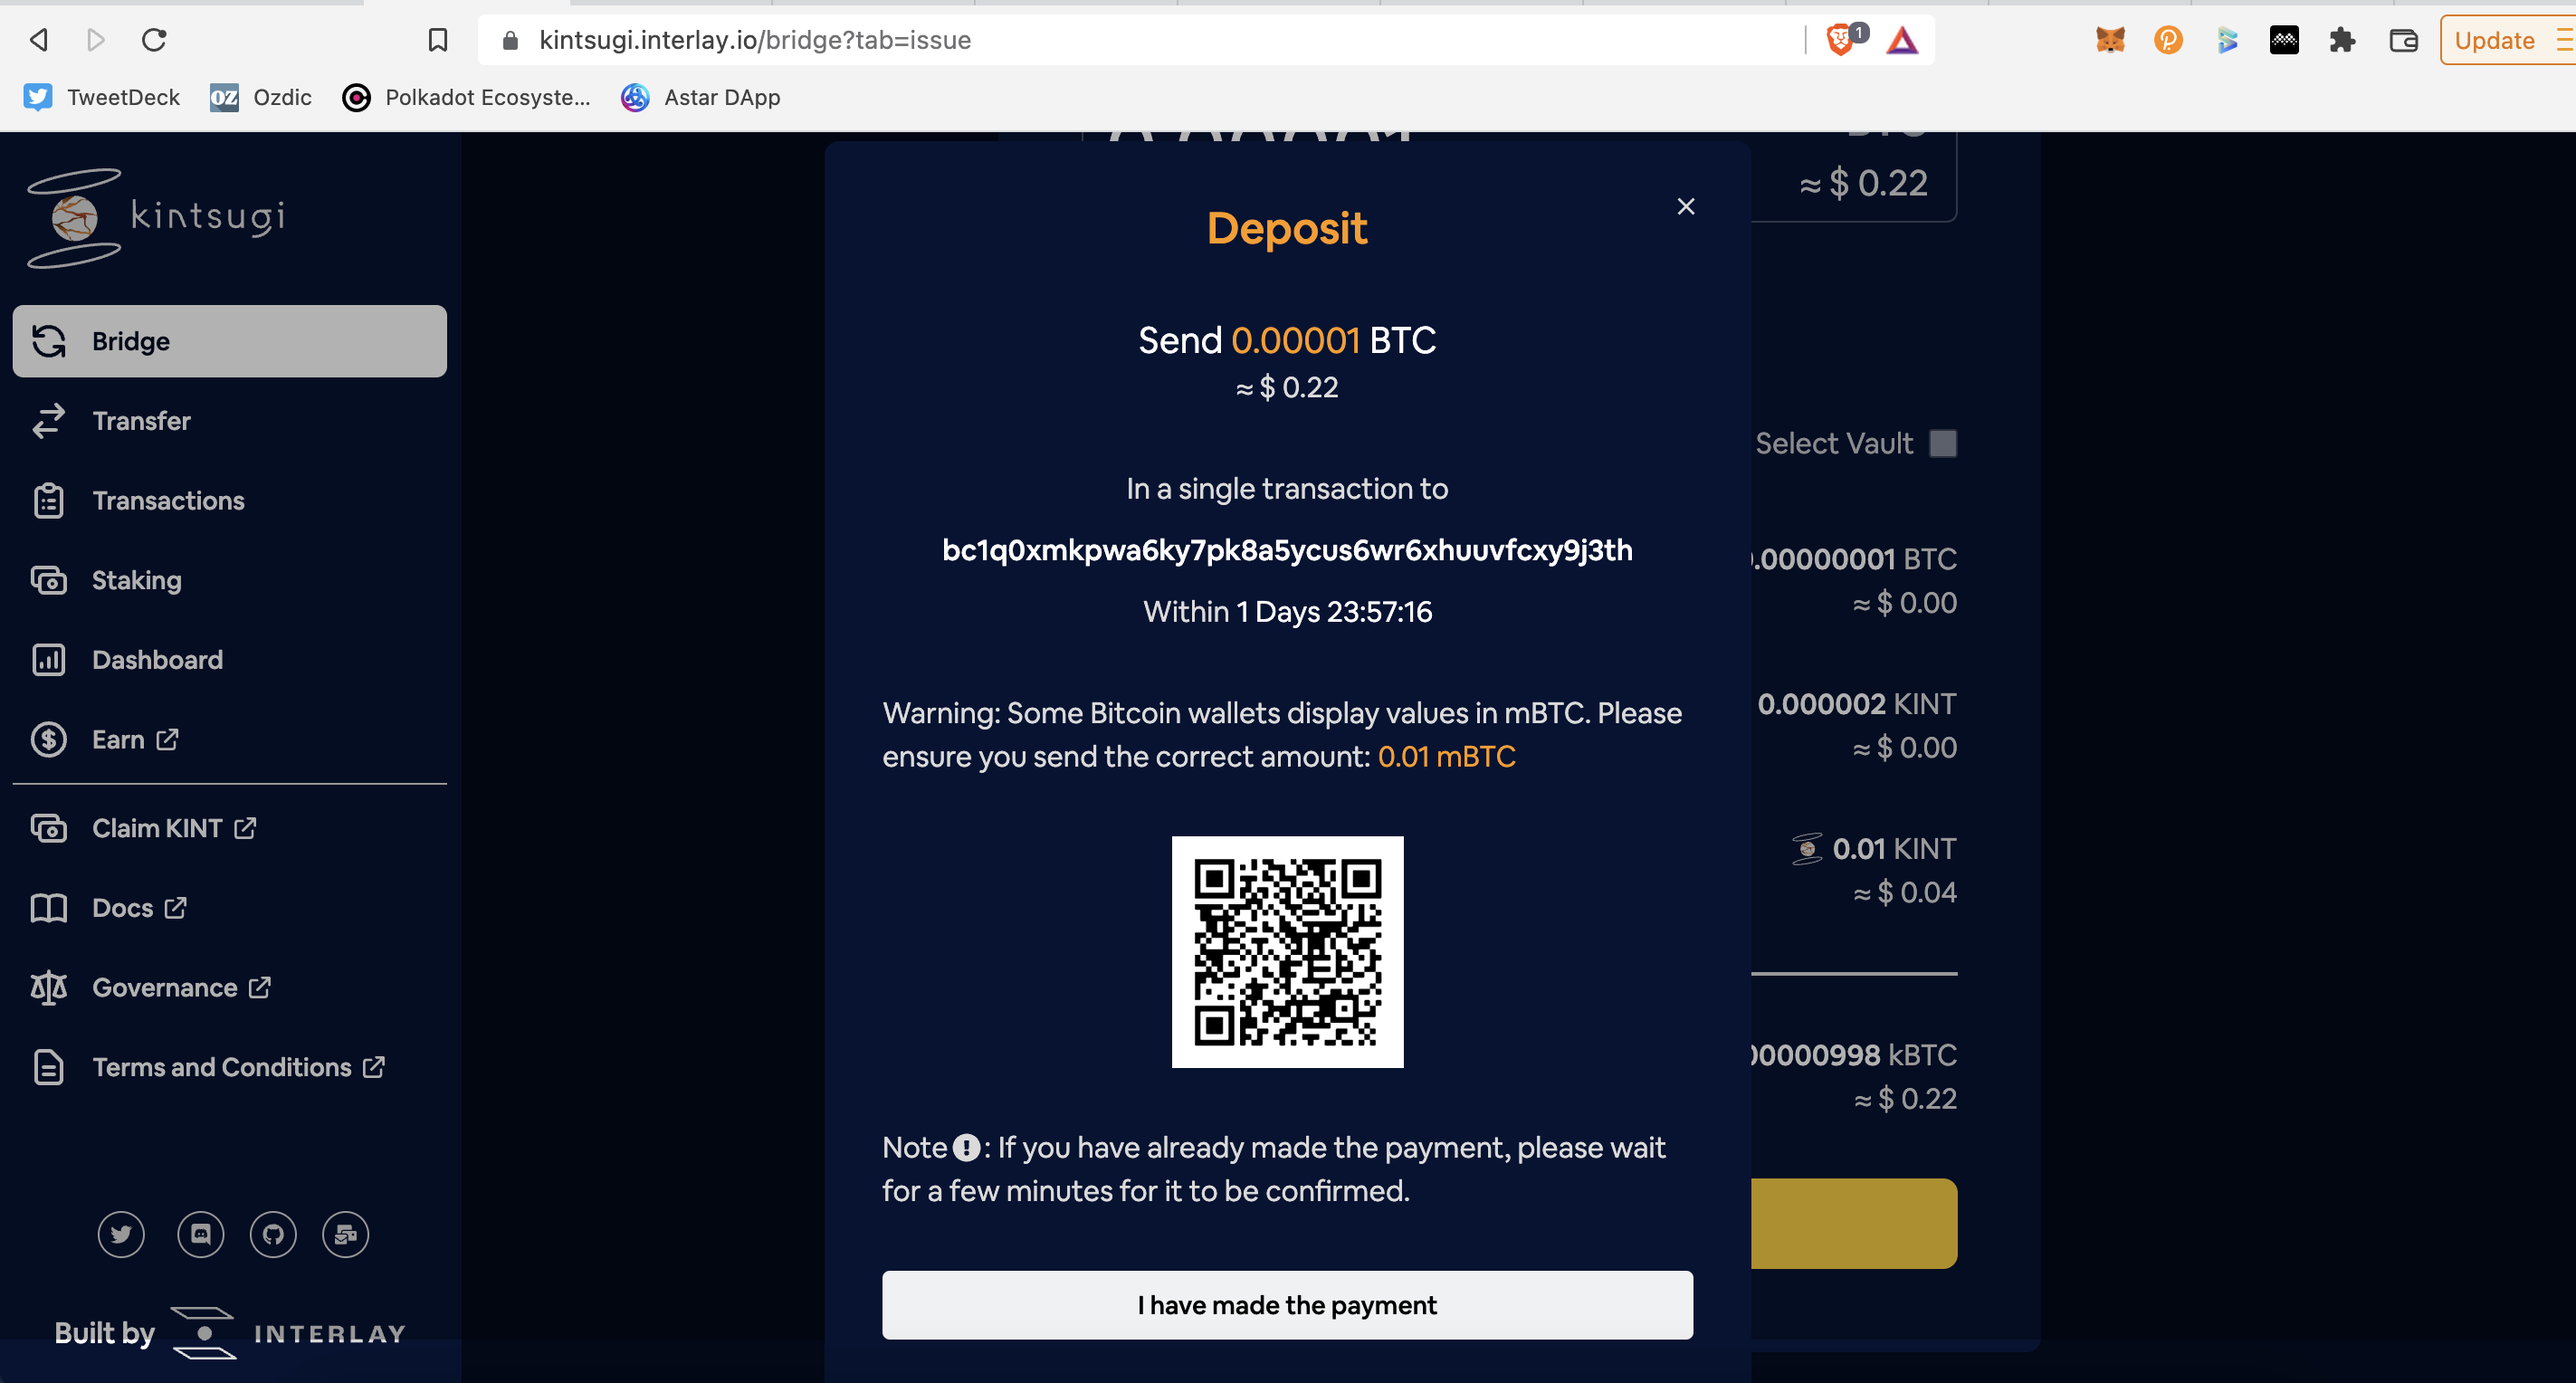 kintsugi.interlay.io/bridge?tab=issue
1
Update
TweetDeck
OZ
Ozdic
Polkadot Ecosyste...
Astar DApp
kintsugi
Bridge
Transfer
Transactions
Staking
Dashboard
Earn
Claim KINT
Docs
Governance
Terms and Conditions
Built by
INTERLAY
Deposit
Send 0.00001 BTC
≈ $ 0.22
In a single transaction to
bc1q0xmkpwa6ky7pk8a5ycus6wr6xhuuvfcxy9j3th
Within 1 Days 23:57:16
Warning: Some Bitcoin wallets display values in mBTC. Please
ensure you send the correct amount: 0.01 mBTC
Note : If you have already made the payment, please wait
for a few minutes for it to be confirmed.
I have made the payment
≈ $ 0.22
Select Vault
.00000001 BTC
≈ $ 0.00
0.000002 KINT
≈ $ 0.00
0.01 KINT
≈ $ 0.04
00000998 kBTC
≈ $ 0.22